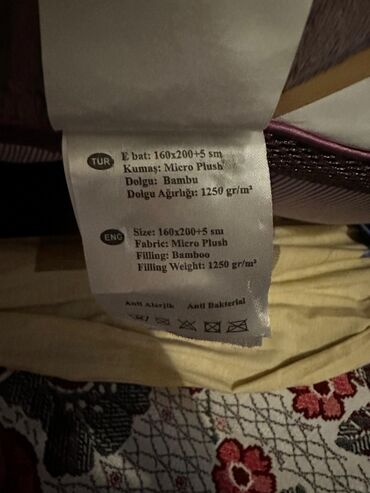 TUR
E bat: 160x200+5 sm
Kumaş: Micro Plush
Dolgu: Bambu
Dolgu Ağırlığı: 1250 gr/m²
ENG
Size: 160x200+5 sm
Fabric: Micro Plush
Filling: Bamboo
Filling Weight: 1250 gr/m²
Anti Alerjik Anti Bakterial